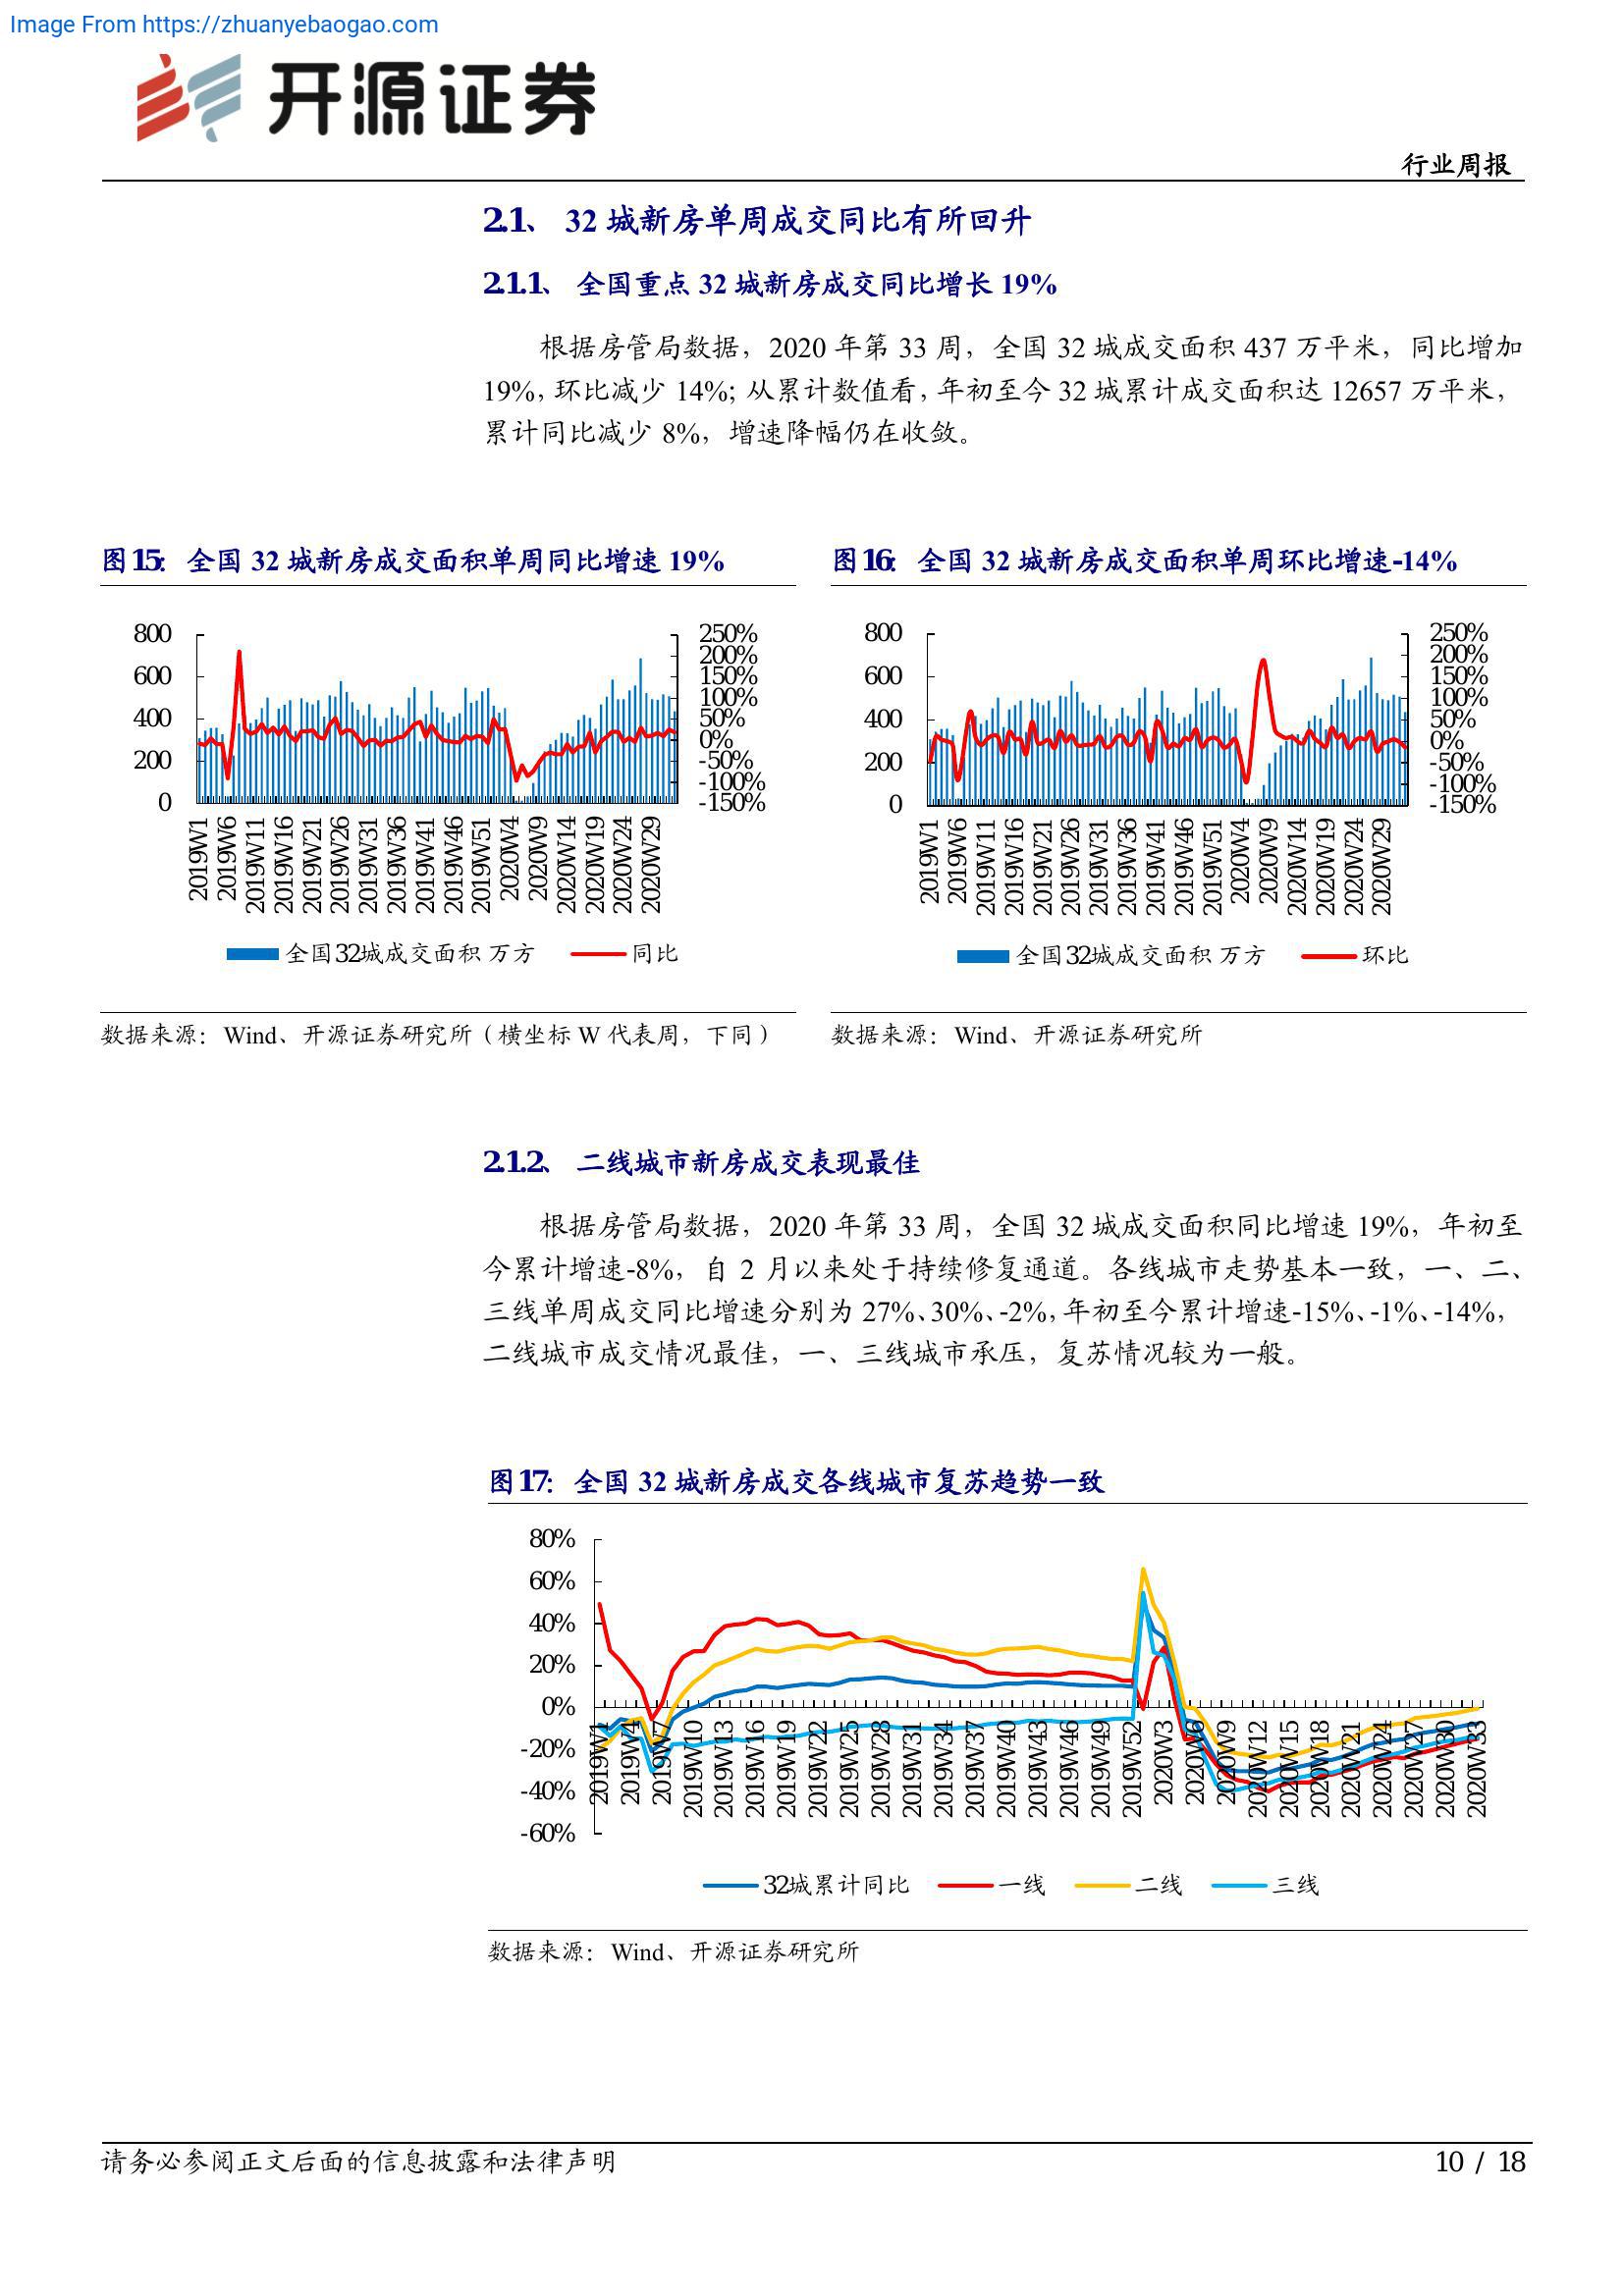 Image From https://zhuanyebaogao.com
开源证券
行业周报
2.1、 32 城新房单周成交同比有所回升
2.1.1、 全国重点 32 城新房成交同比增长 19%
根据房管局数据，2020 年第 33 周，全国 32 城成交面积 437 万平米，同比增加
19%，环比减少 14%；从累计数值看，年初至今 32 城累计成交面积达 12657 万平米，
累计同比减少 8%，增速降幅仍在收敛。
图15： 全国 32 城新房成交面积单周同比增速 19%
800
600
400
200
0
250%
200%
150%
100%
50%
0%
-50%
-100%
-150%
2019W1
2019W6
2019W11
2019W16
2019W21
2019W26
2019W31
2019W36
2019W41
2019W46
2019W51
2020W4
2020W9
2020W14
2020W19
2020W24
2020W29
全国32城成交面积 万方 同比
数据来源：Wind、开源证券研究所（横坐标 W 代表周，下同）
图16： 全国 32 城新房成交面积单周环比增速-14%
800
600
400
200
0
250%
200%
150%
100%
50%
0%
-50%
-100%
-150%
2019W1
2019W6
2019W11
2019W16
2019W21
2019W26
2019W31
2019W36
2019W41
2019W46
2019W51
2020W4
2020W9
2020W14
2020W19
2020W24
2020W29
全国32城成交面积 万方 环比
数据来源：Wind、开源证券研究所
2.1.2、 二线城市新房成交表现最佳
根据房管局数据，2020 年第 33 周，全国 32 城成交面积同比增速 19%，年初至
今累计增速-8%，自 2 月以来处于持续修复通道。各线城市走势基本一致，一、二、
三线单周成交同比增速分别为 27%、30%、-2%，年初至今累计增速-15%、-1%、-14%，
二线城市成交情况最佳，一、三线城市承压，复苏情况较为一般。
图17： 全国 32 城新房成交各线城市复苏趋势一致
80%
60%
40%
20%
0%
-20%
-40%
-60%
2019W1
2019W4
2019W7
2019W10
2019W13
2019W16
2019W19
2019W22
2019W25
2019W28
2019W31
2019W34
2019W37
2019W40
2019W43
2019W46
2019W49
2019W52
2020W3
2020W6
2020W9
2020W12
2020W15
2020W18
2020W21
2020W24
2020W27
2020W30
2020W33
32城累计同比 一线 二线 三线
数据来源：Wind、开源证券研究所
请务必参阅正文后面的信息披露和法律声明
10 / 18